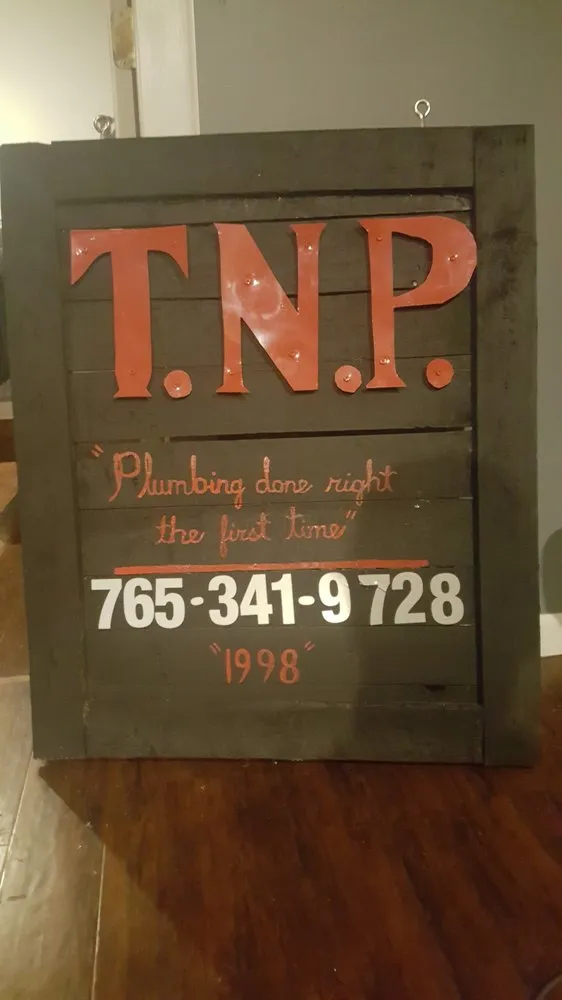 T.N.P.
"Plumbing done right
the first time"
765-341-9728
"1998"